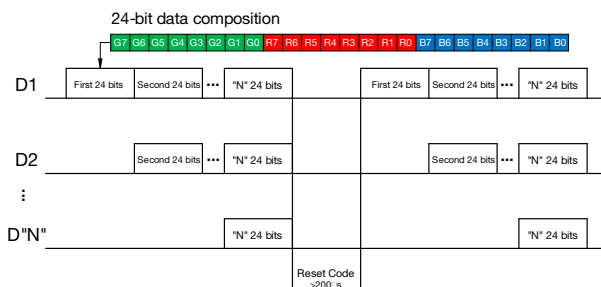 24-bit data composition
G7 G6 G5 G4 G3 G2 G1 G0 R7 R6 R5 R4 R3 R2 R1 R0 B7 B6 B5 B4 B3 B2 B1 B0
D1 First 24 bits Second 24 bits ••• "N" 24 bits First 24 bits Second 24 bits ••• "N" 24 bits
D2 Second 24 bits ••• "N" 24 bits Second 24 bits ••• "N" 24 bits
⋮
D"N" "N" 24 bits "N" 24 bits
Reset Code
>200□s